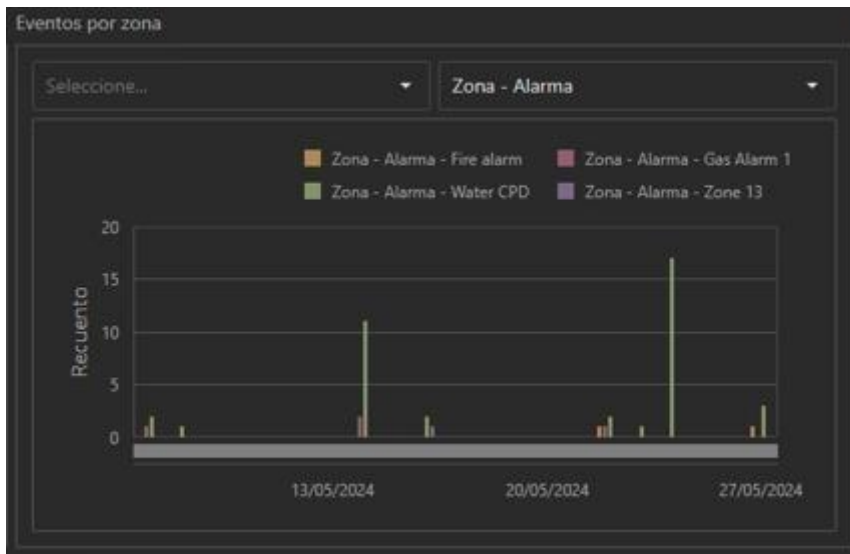 Eventos por zona
Seleccione... Zona - Alarma
Zona - Alarma - Fire alarm Zona - Alarma - Gas Alarm 1
Zona - Alarma - Water CPD Zona - Alarma - Zone 13
Recuento
20
15
10
5
0
13/05/2024 20/05/2024 27/05/2024